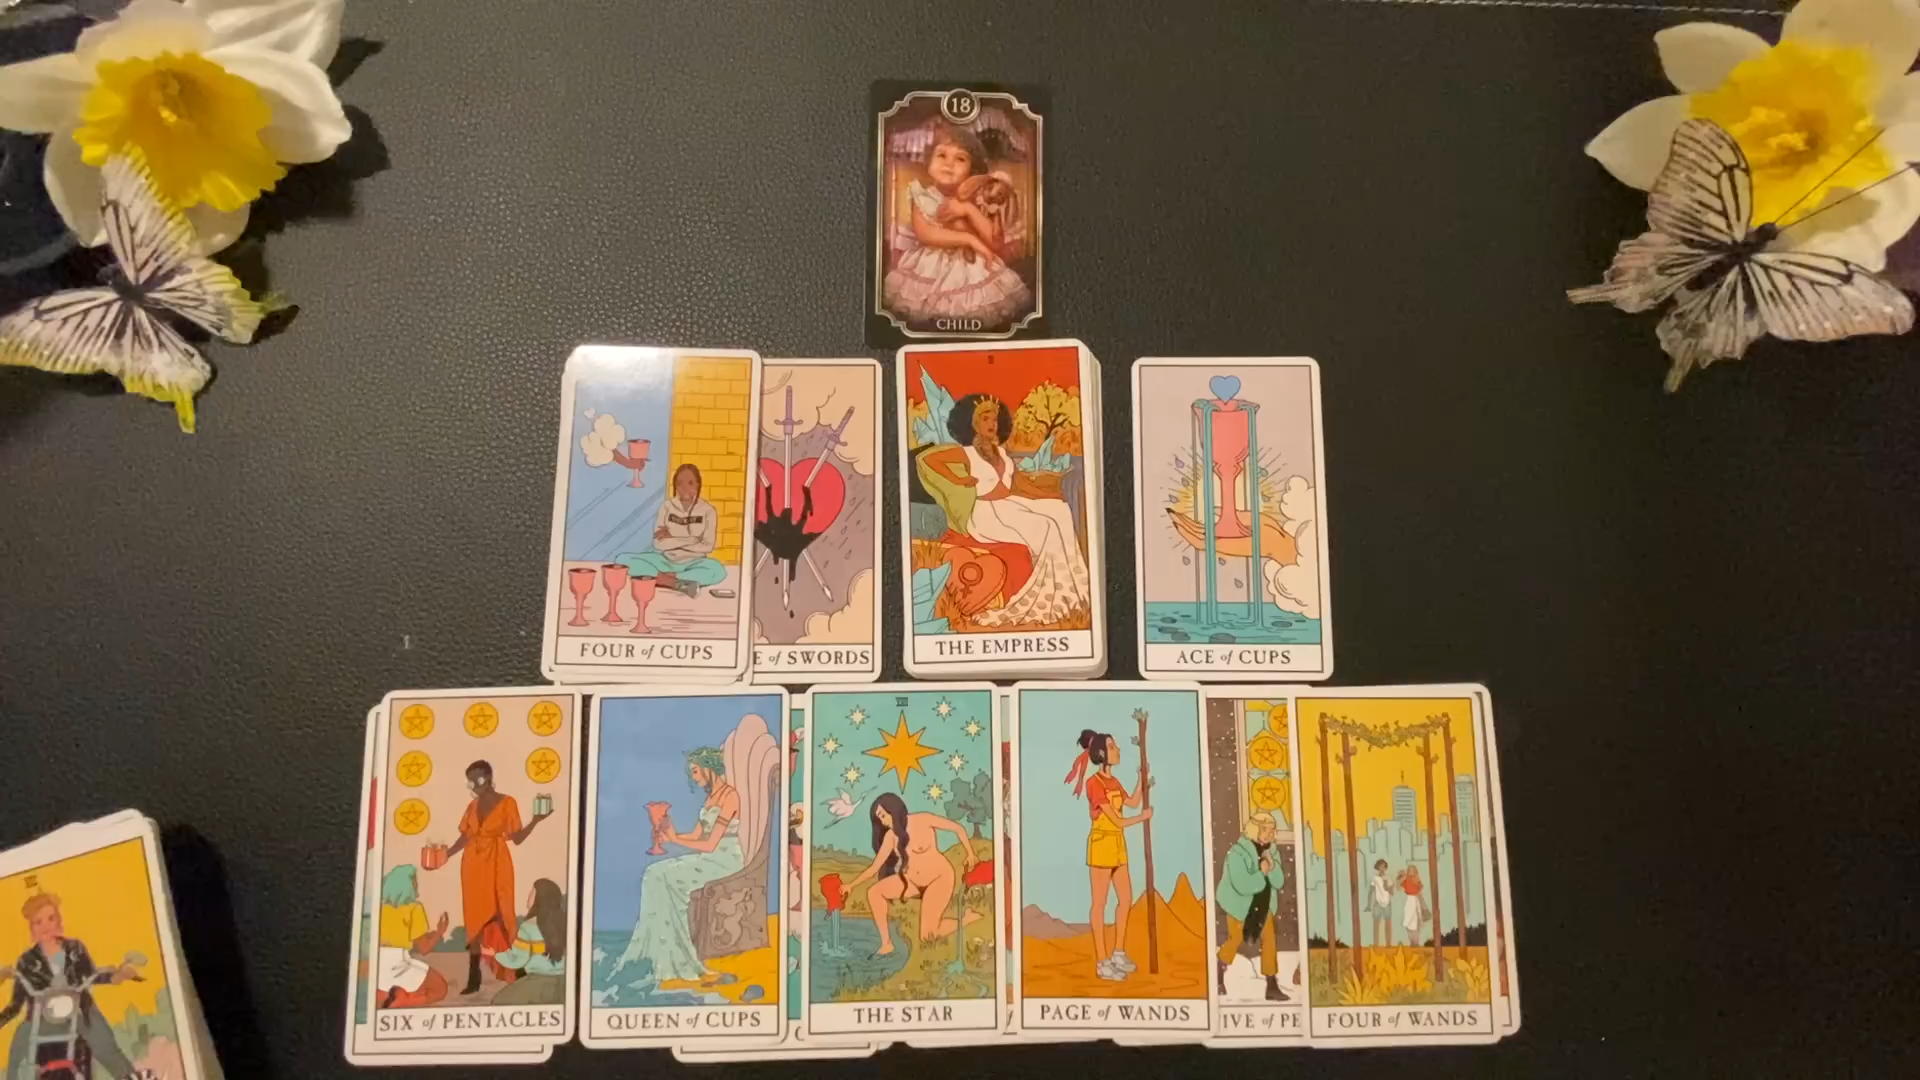 18
CHILD
FOUR of CUPS
E of SWORDS
THE EMPRESS
ACE of CUPS
SIX of PENTACLES
QUEEN of CUPS
THE STAR
PAGE of WANDS
IVE of PE
FOUR of WANDS